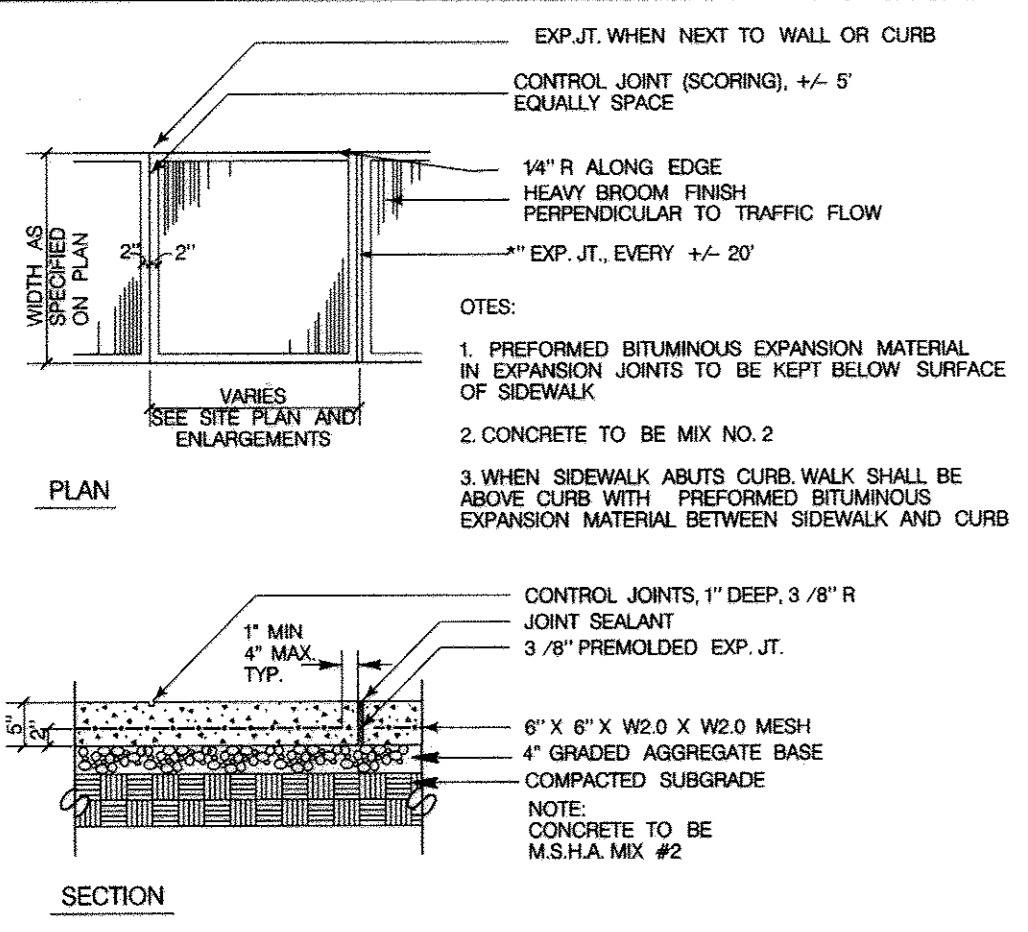 EXP.JT. WHEN NEXT TO WALL OR CURB
CONTROL JOINT (SCORING), +/- 5'
EQUALLY SPACE
1/4" R ALONG EDGE
HEAVY BROOM FINISH
PERPENDICULAR TO TRAFFIC FLOW
*" EXP. JT., EVERY +/- 20'
WIDTH AS
SPECIFIED
ON PLAN
2" 2"
VARIES
SEE SITE PLAN AND
ENLARGEMENTS
PLAN
OTES:
1. PREFORMED BITUMINOUS EXPANSION MATERIAL
IN EXPANSION JOINTS TO BE KEPT BELOW SURFACE
OF SIDEWALK
2. CONCRETE TO BE MIX NO. 2
3. WHEN SIDEWALK ABUTS CURB. WALK SHALL BE
ABOVE CURB WITH PREFORMED BITUMINOUS
EXPANSION MATERIAL BETWEEN SIDEWALK AND CURB
CONTROL JOINTS, 1" DEEP, 3 /8" R
JOINT SEALANT
3 /8" PREMOLDED EXP. JT.
1" MIN
4" MAX.
TYP.
5"
2"
6" X 6" X W2.0 X W2.0 MESH
4" GRADED AGGREGATE BASE
COMPACTED SUBGRADE
NOTE:
CONCRETE TO BE
M.S.H.A. MIX #2
SECTION